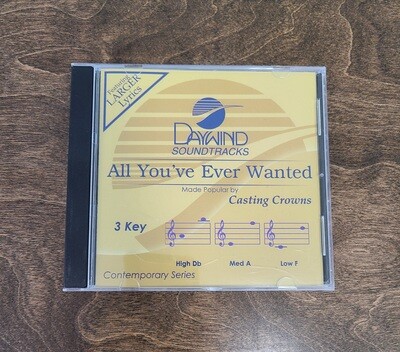 Featuring
LARGER
Lyrics
DAYWIND
SOUNDTRACKS
All You've Ever Wanted
Made Popular by
Casting Crowns
3 Key
High Db Med A Low F
Contemporary Series